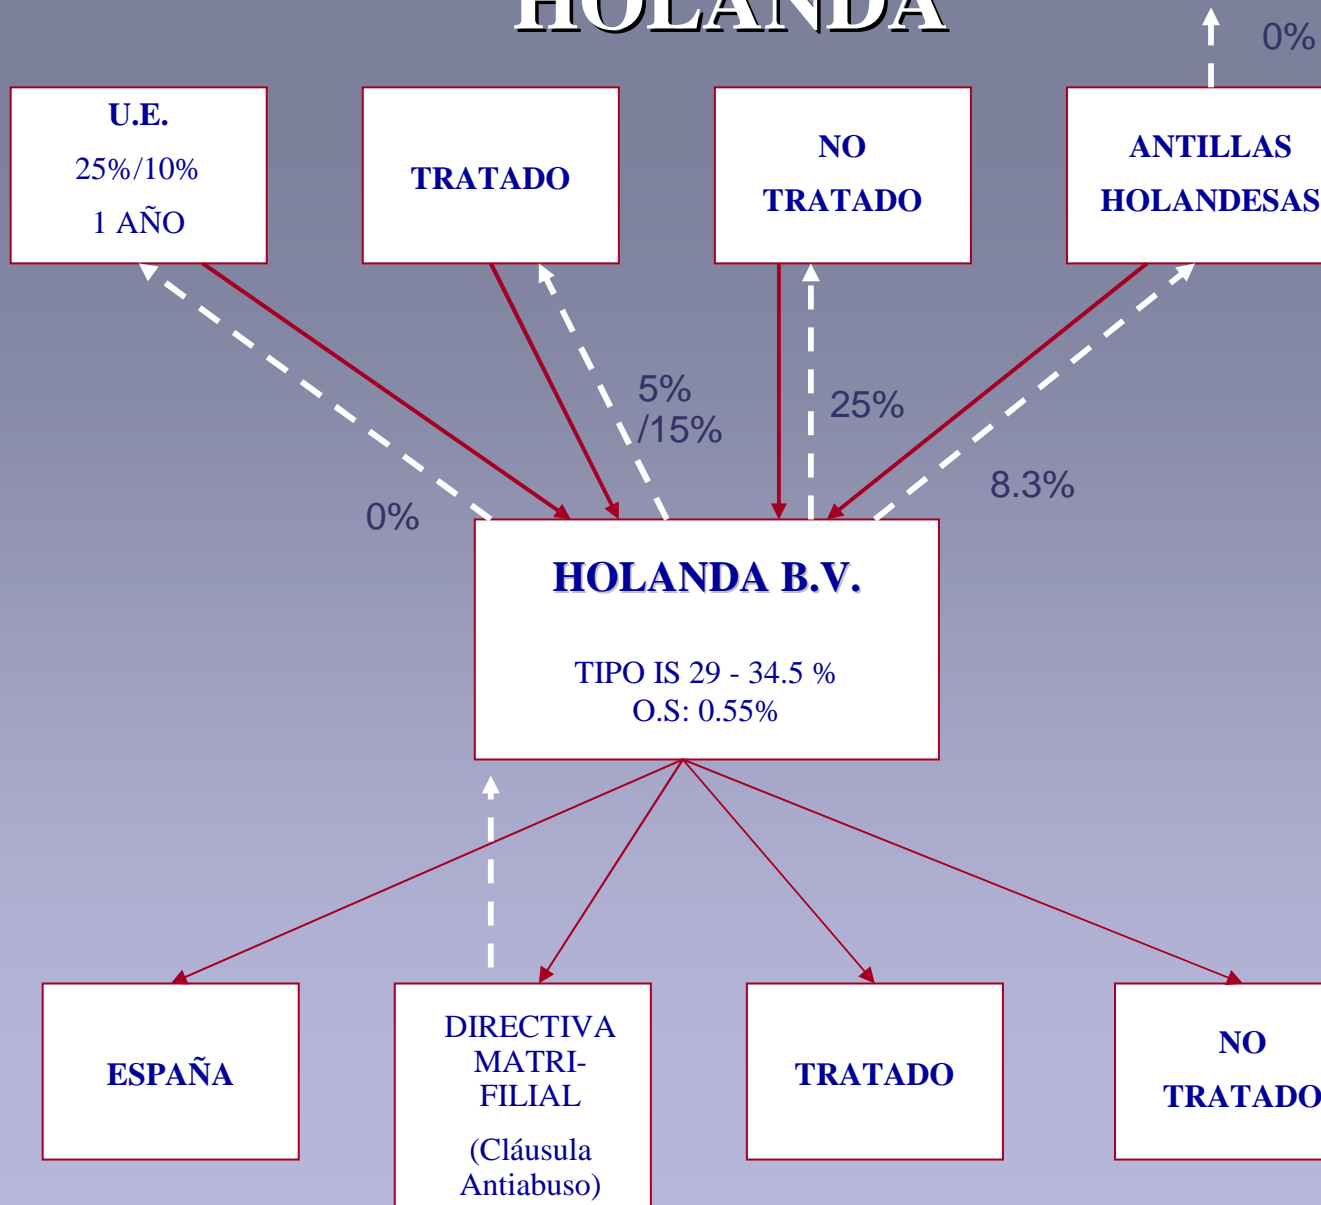 HOLANDA
0%
U.E.
25%/10%
1 AÑO
TRATADO
NO
TRATADO
ANTILLAS
HOLANDESAS
5%
/15%
25%
8.3%
0%
HOLANDA B.V.
TIPO IS 29 - 34.5 %
O.S: 0.55%
ESPAÑA
DIRECTIVA
MATRI-
FILIAL
(Cláusula
Antiabuso)
TRATADO
NO
TRATADO